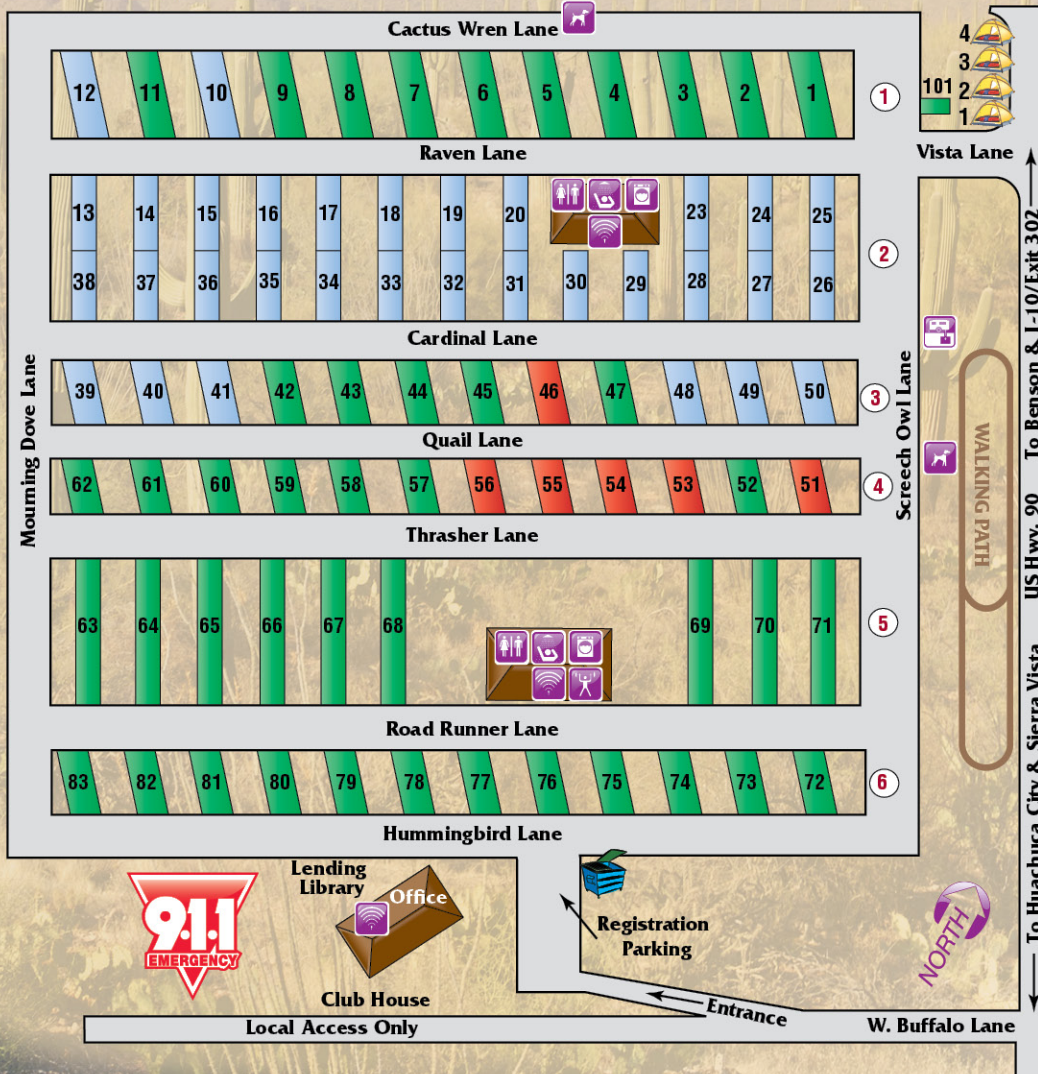 Cactus Wren Lane
12 11 10 9 8 7 6 5 4 3 2 1
1
4
3
101 2
1
Raven Lane
Vista Lane
13 14 15 16 17 18 19 20 23 24 25
2
38 37 36 35 34 33 32 31 30 29 28 27 26
Cardinal Lane
39 40 41 42 43 44 45 46 47 48 49 50
3
Quail Lane
62 61 60 59 58 57 56 55 54 53 52 51
4
Thrasher Lane
63 64 65 66 67 68 69 70 71
5
Road Runner Lane
83 82 81 80 79 78 77 76 75 74 73 72
6
Hummingbird Lane
Mourning Dove Lane
Screech Owl Lane
WALKING PATH
To Huachuca City & Sierra Vista US Hwy. 90 To Benson & I-10/Exit 302
9-1-1
EMERGENCY
Lending
Library
Office
Club House
Registration
Parking
NORTH
Entrance
Local Access Only
W. Buffalo Lane